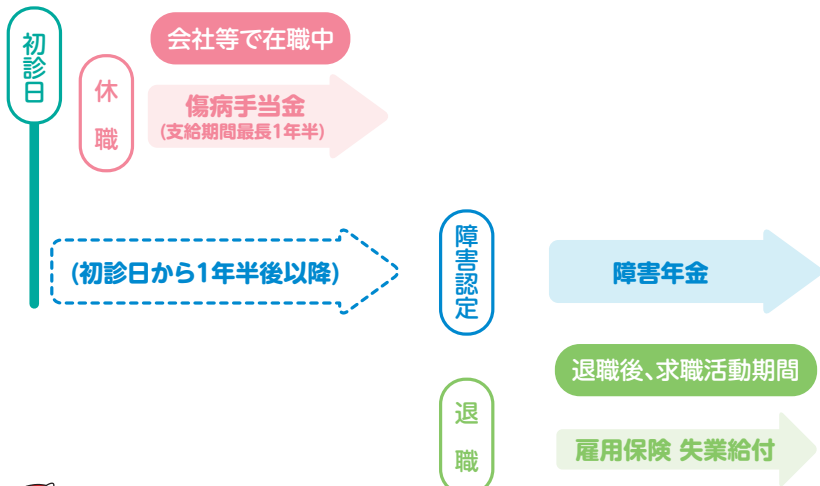 初診日
会社等で在職中
休職
傷病手当金
(支給期間最長1年半)
(初診日から1年半後以降)
障害認定
障害年金
退職後、求職活動期間
退職
雇用保険 失業給付